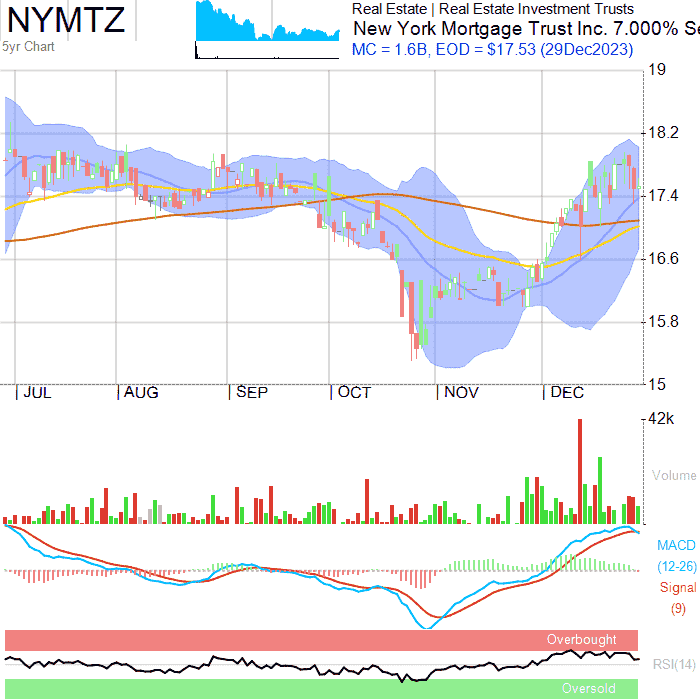 NYMTZ
5yr Chart
Real Estate | Real Estate Investment Trusts
New York Mortgage Trust Inc. 7.000% Se
MC = 1.6B, EOD = $17.53 (29Dec2023)
19
18.2
17.4
16.6
15.8
15
JUL AUG SEP OCT NOV DEC
42k
Volume
MACD
(12-26)
Signal
(9)
Overbought
RSI(14)
Oversold